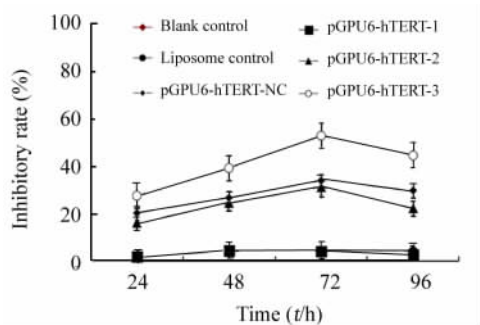 100
80
60
40
20
0
Inhibitory rate (%)
Blank control
Liposome control
pGPU6-hTERT-NC
pGPU6-hTERT-1
pGPU6-hTERT-2
pGPU6-hTERT-3
24 48 72 96
Time (t/h)